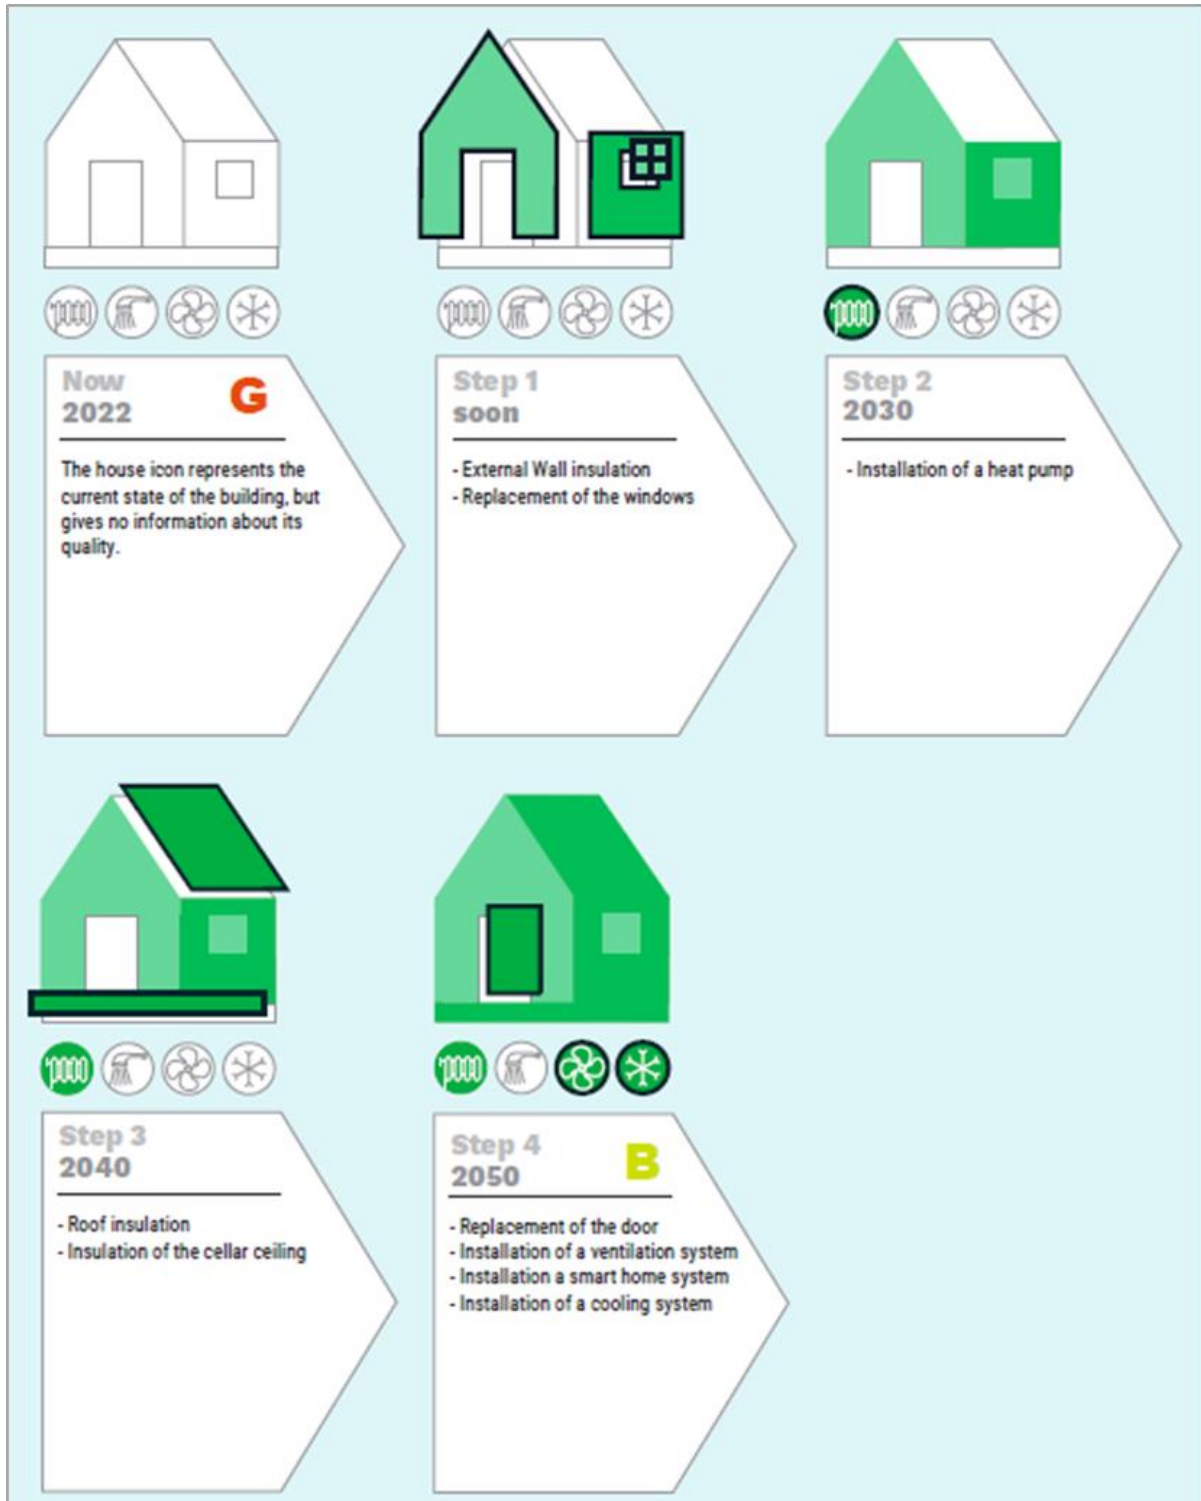 Now
2022
G
The house icon represents the
current state of the building, but
gives no information about its
quality.
Step 1
soon
- External Wall insulation
- Replacement of the windows
Step 2
2030
- Installation of a heat pump
Step 3
2040
- Roof insulation
- Insulation of the cellar ceiling
Step 4
2050
B
- Replacement of the door
- Installation of a ventilation system
- Installation a smart home system
- Installation of a cooling system